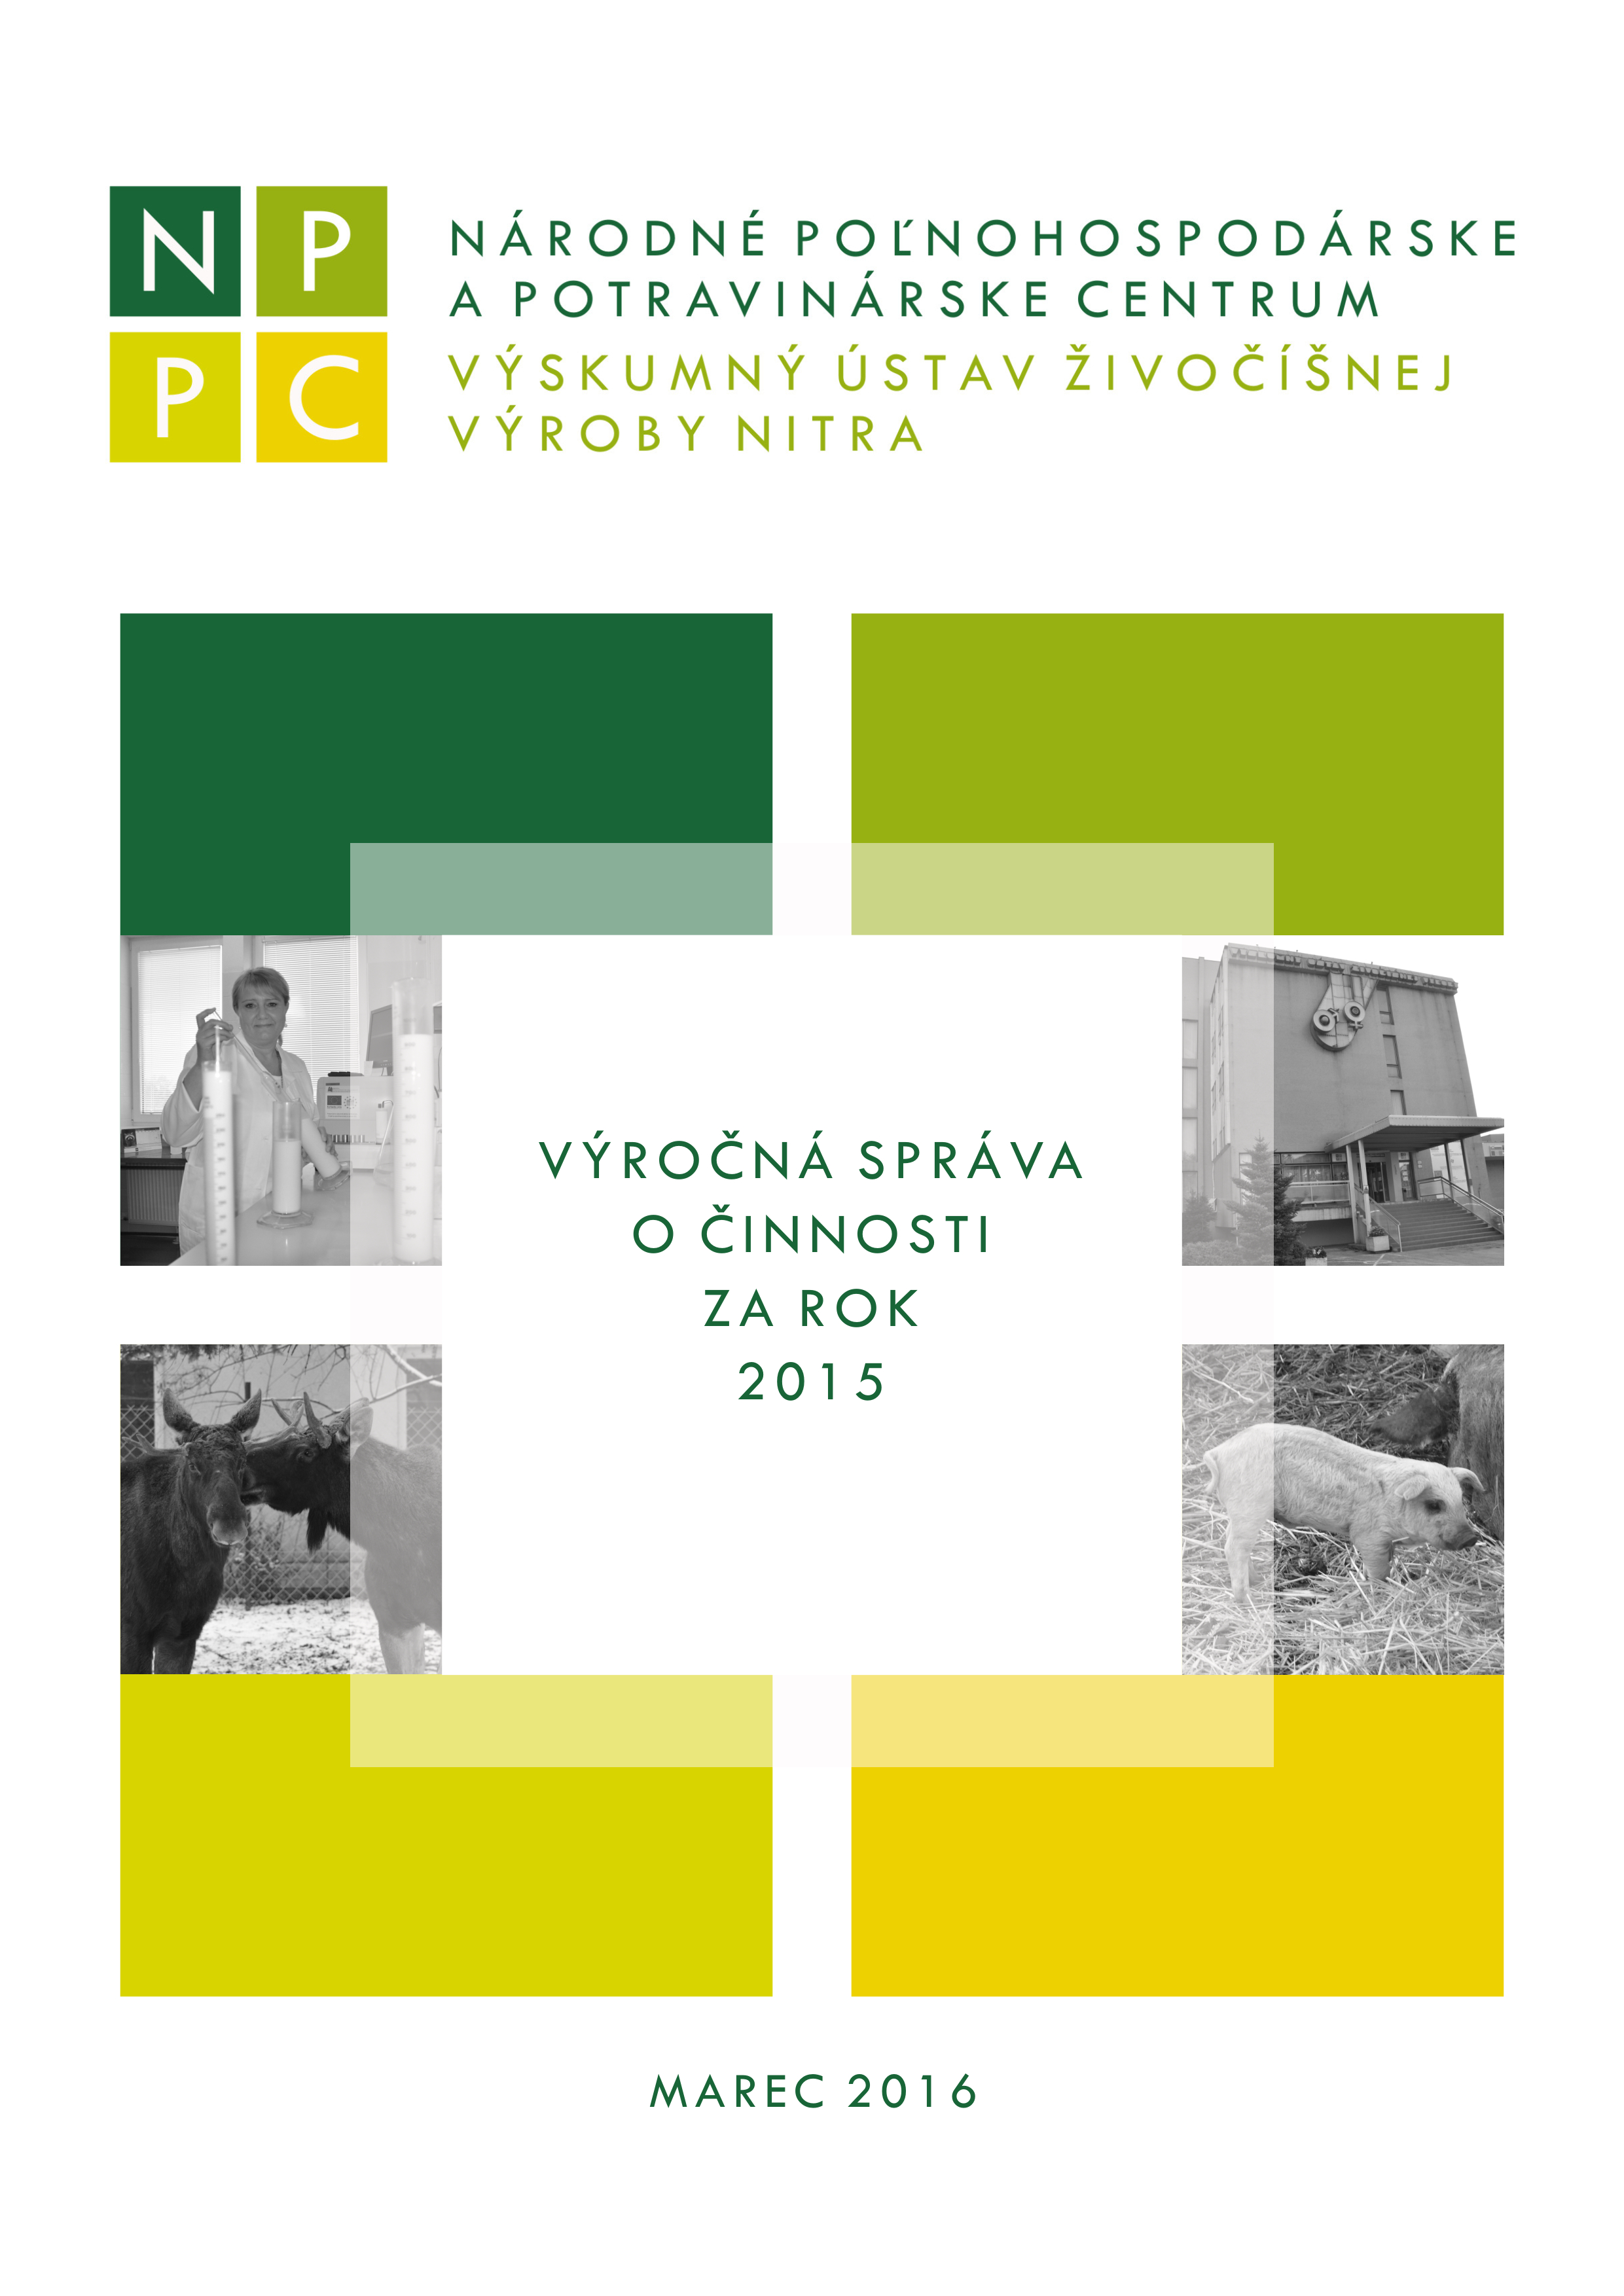 N P
P C
NÁRODNÉ POĽNOHOSPODÁRSKE
A POTRAVINÁRSKE CENTRUM
VÝSKUMNÝ ÚSTAV ŽIVOČÍŠNEJ
VÝROBY NITRA
VÝROČNÁ SPRÁVA
O ČINNOSTI
ZA ROK
2015
MAREC 2016